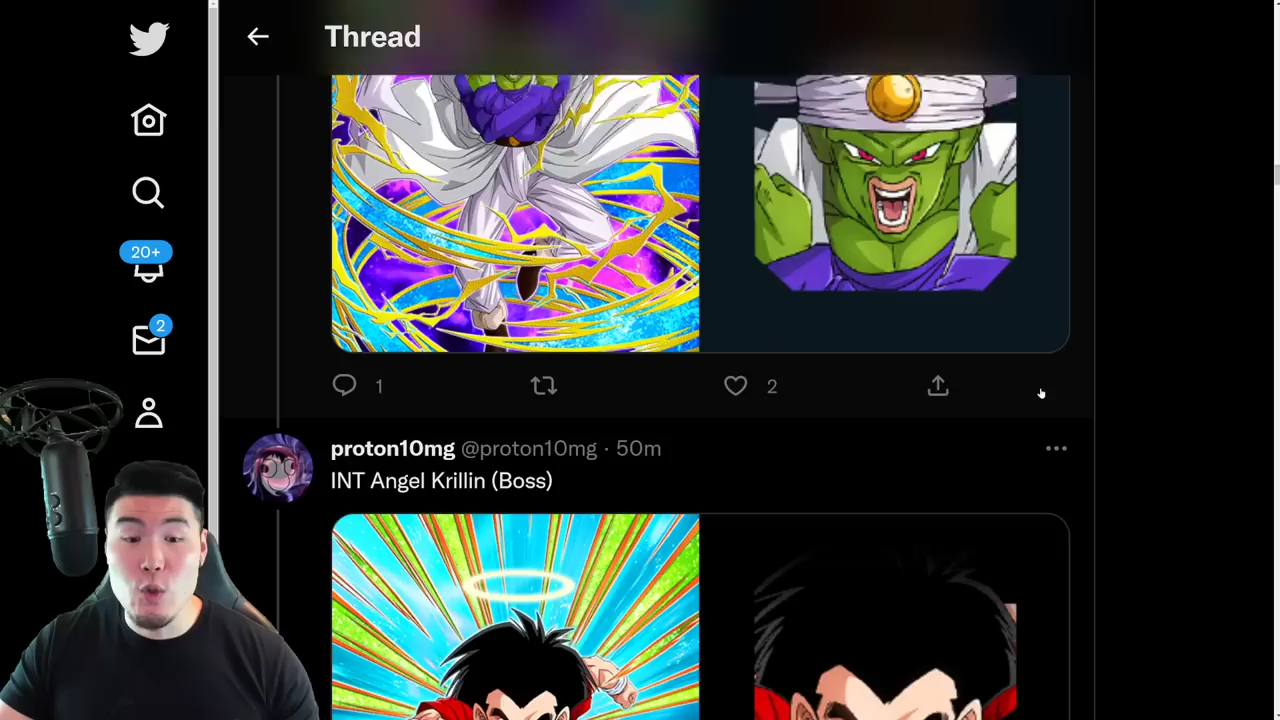 Thread
20+
2
1
2
proton10mg @proton10mg · 50m
INT Angel Krillin (Boss)